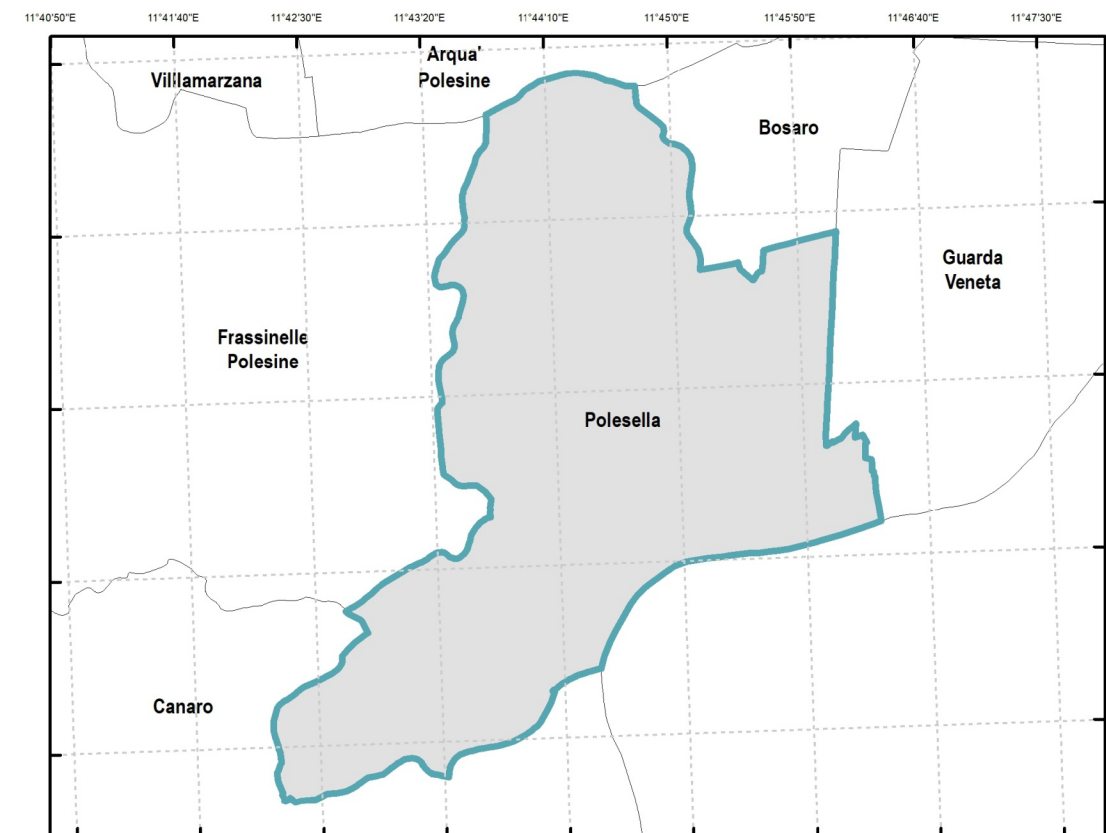 11°40'50"E 11°41'40"E 11°42'30"E 11°43'20"E 11°44'10"E 11°45'0"E 11°45'50"E 11°46'40"E 11°47'30"E
Arqua'
Polesine
Villamarzana
Bosaro
Guarda
Veneta
Frassinelle
Polesine
Polesella
Canaro